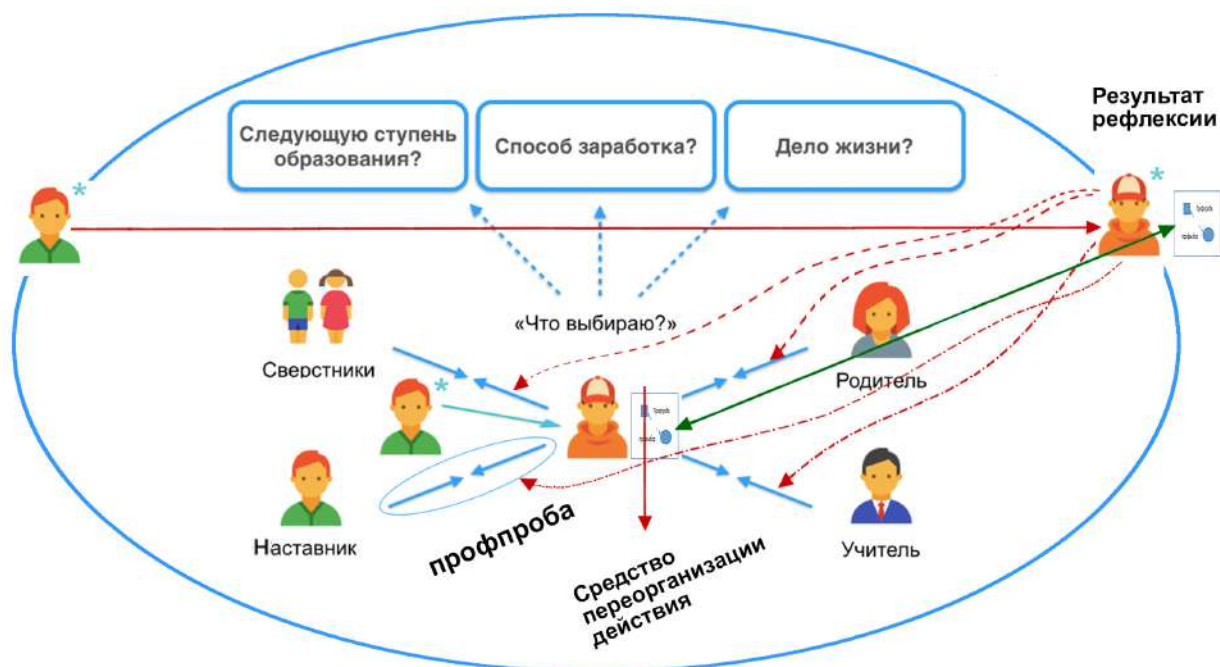 Результат
рефлексии
Следующую ступень
образования?
Способ заработка?
Дело жизни?
*
*
«Что выбираю?»
Сверстники
Родитель
*
Наставник
профпроба
Учитель
Средство
переорганизации
действия